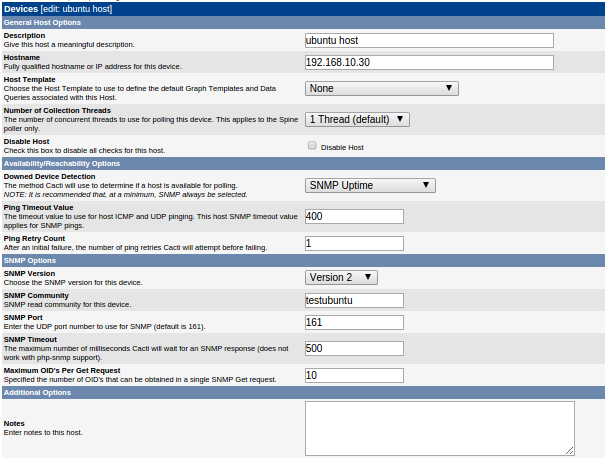 Devices [edit: ubuntu host]
General Host Options
Description
Give this host a meaningful description.
ubuntu host
Hostname
Fully qualified hostname or IP address for this device.
192.168.10.30
Host Template
Choose the Host Template to use to define the default Graph Templates and Data
Queries associated with this Host.
None
Number of Collection Threads
The number of concurrent threads to use for polling this device. This applies to the Spine
poller only.
1 Thread (default)
Disable Host
Check this box to disable all checks for this host.
Disable Host
Availability/Reachability Options
Downed Device Detection
The method Cacti will use to determine if a host is available for polling.
NOTE: It is recommended that, at a minimum, SNMP always be selected.
SNMP Uptime
Ping Timeout Value
The timeout value to use for host ICMP and UDP pinging. This host SNMP timeout value
applies for SNMP pings.
400
Ping Retry Count
After an initial failure, the number of ping retries Cacti will attempt before failing.
1
SNMP Options
SNMP Version
Choose the SNMP version for this device.
Version 2
SNMP Community
SNMP read community for this device.
testubuntu
SNMP Port
Enter the UDP port number to use for SNMP (default is 161).
161
SNMP Timeout
The maximum number of milliseconds Cacti will wait for an SNMP response (does not
work with php-snmp support).
500
Maximum OID's Per Get Request
Specified the number of OID's that can be obtained in a single SNMP Get request.
10
Additional Options
Notes
Enter notes to this host.